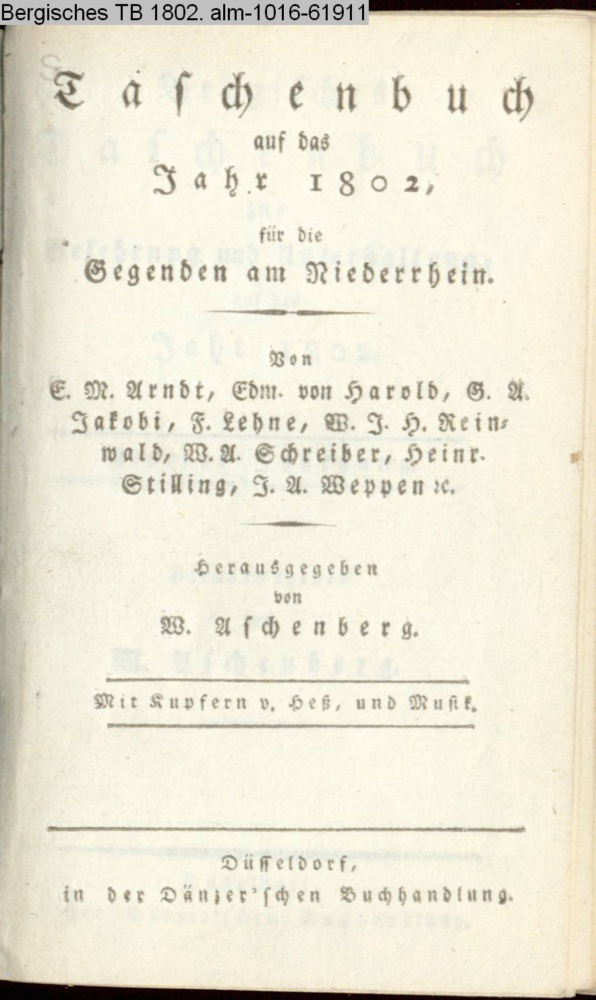 Bergisches TB 1802. alm-1016-61911
Taſchenbuch
auf das
Jahr 1802,
für die
Gegenden am Niederrhein.
Von
E. M. Arndt, Edm. von Harold, G. A.
Jakobi, F. Lehne, W. J. H. Rein⸗
wald, W. A. Schreiber, Heinr.
Stilling, J. A. Weppen ꝛc.
Herausgegeben
von
W. Aſchenberg.
Mit Kupfern v. Heß, und Muſik.
Düſſeldorf,
in der Dänzer'ſchen Buchhandlung.